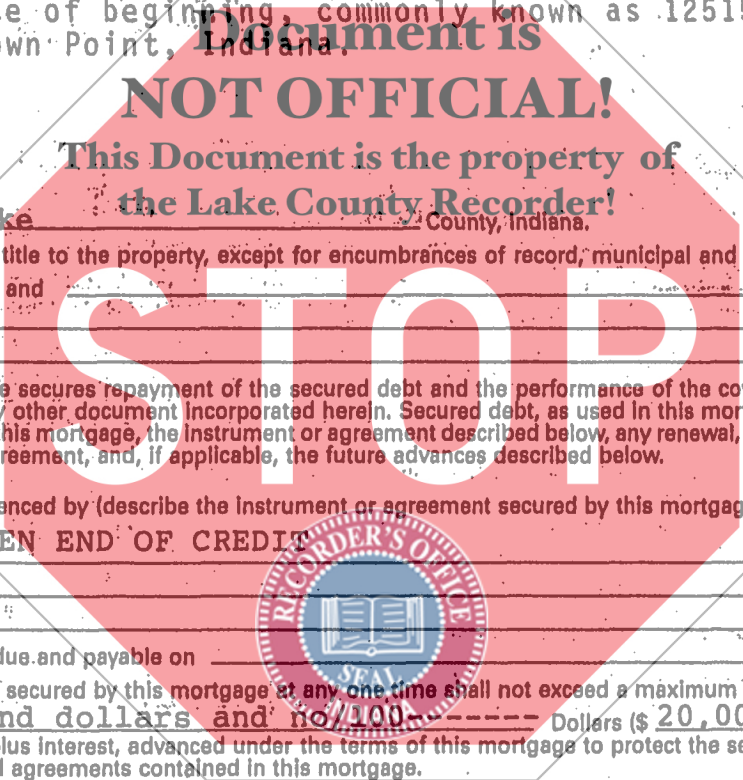 e of beginning, commonly known as 1251
wn Point, Indiana.
Document is
NOT OFFICIAL!
This Document is the property of
the Lake County Recorder!
ke County, Indiana.
title to the property, except for encumbrances of record, municipal and
and
STOP
e secures repayment of the secured debt and the performance of the co
other document incorporated herein. Secured debt, as used in this mor
his mortgage, the instrument or agreement described below, any renewal,
reement, and, if applicable, the future advances described below.
enced by (describe the instrument or agreement secured by this mortgag
EN END OF CREDIT
RECORDER'S OFFICE
SEAL
INDIANA
due and payable on
secured by this mortgage at any one time shall not exceed a maximum
nd dollars and no/100-------- Dollars ($ 20,00
plus interest, advanced under the terms of this mortgage to protect the se
d agreements contained in this mortgage.